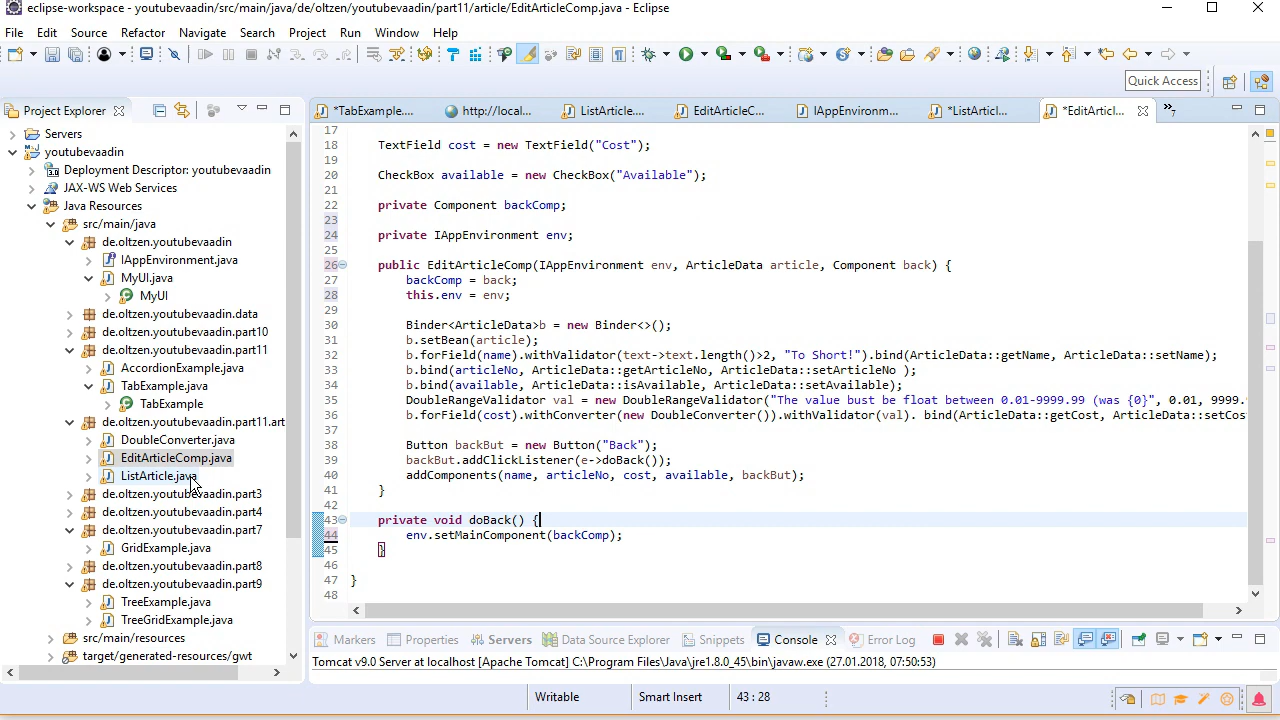 eclipse-workspace - youtubevaadin/src/main/java/de/oltzen/youtubevaadin/part11/article/EditArticleComp.java - Eclipse
File Edit Source Refactor Navigate Search Project Run Window Help
Quick Access
Project Explorer
*TabExample.... http://local... ListArticle.... EditArticleC... IAppEnvironm... *ListArticl... *EditArticl... 7
Servers
youtubevaadin
Deployment Descriptor: youtubevaadin
JAX-WS Web Services
Java Resources
src/main/java
de.oltzen.youtubevaadin
IAppEnvironment.java
MyUI.java
MyUI
de.oltzen.youtubevaadin.data
de.oltzen.youtubevaadin.part10
de.oltzen.youtubevaadin.part11
AccordionExample.java
TabExample.java
TabExample
de.oltzen.youtubevaadin.part11.art
DoubleConverter.java
EditArticleComp.java
ListArticle.java
de.oltzen.youtubevaadin.part3
de.oltzen.youtubevaadin.part4
de.oltzen.youtubevaadin.part7
GridExample.java
de.oltzen.youtubevaadin.part8
de.oltzen.youtubevaadin.part9
TreeExample.java
TreeGridExample.java
src/main/resources
target/generated-resources/gwt
17
18 TextField cost = new TextField("Cost");
19
20 CheckBox available = new CheckBox("Available");
21
22 private Component backComp;
23
24 private IAppEnvironment env;
25
26 public EditArticleComp(IAppEnvironment env, ArticleData article, Component back) {
27 backComp = back;
28 this.env = env;
29
30 Binder<ArticleData>b = new Binder<>();
31 b.setBean(article);
32 b.forField(name).withValidator(text->text.length()>2, "To Short!").bind(ArticleData::getName, ArticleData::setName);
33 b.bind(articleNo, ArticleData::getArticleNo, ArticleData::setArticleNo );
34 b.bind(available, ArticleData::isAvailable, ArticleData::setAvailable);
35 DoubleRangeValidator val = new DoubleRangeValidator("The value bust be float between 0.01-9999.99 (was {0}", 0.01, 9999.
36 b.forField(cost).withConverter(new DoubleConverter()).withValidator(val). bind(ArticleData::getCost, ArticleData::setCost
37
38 Button backBut = new Button("Back");
39 backBut.addClickListener(e->doBack());
40 addComponents(name, articleNo, cost, available, backBut);
41 }
42
43 private void doBack() {
44 env.setMainComponent(backComp);
45 }
46
47 }
48
Markers Properties Servers Data Source Explorer Snippets Console Error Log
Tomcat v9.0 Server at localhost [Apache Tomcat] C:\Program Files\Java\jre1.8.0_45\bin\javaw.exe (27.01.2018, 07:50:53)
Writable Smart Insert 43 : 28